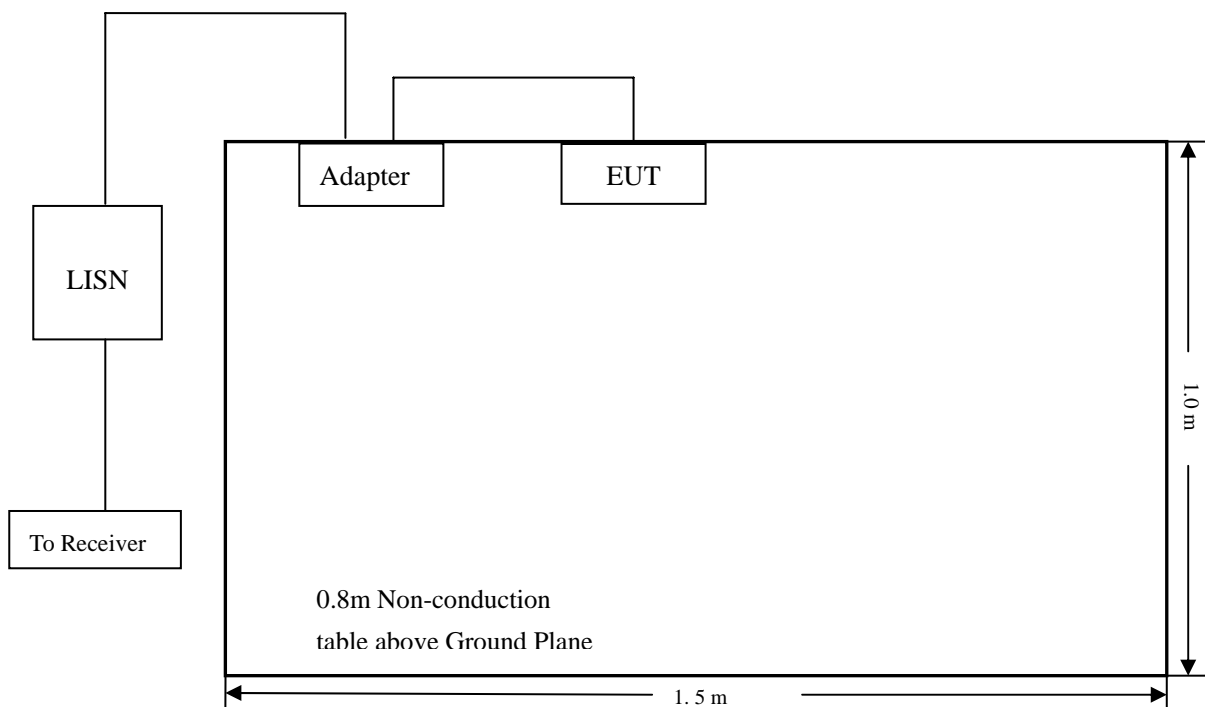 Adapter
EUT
LISN
To Receiver
0.8m Non-conduction
table above Ground Plane
1.0 m
1. 5 m